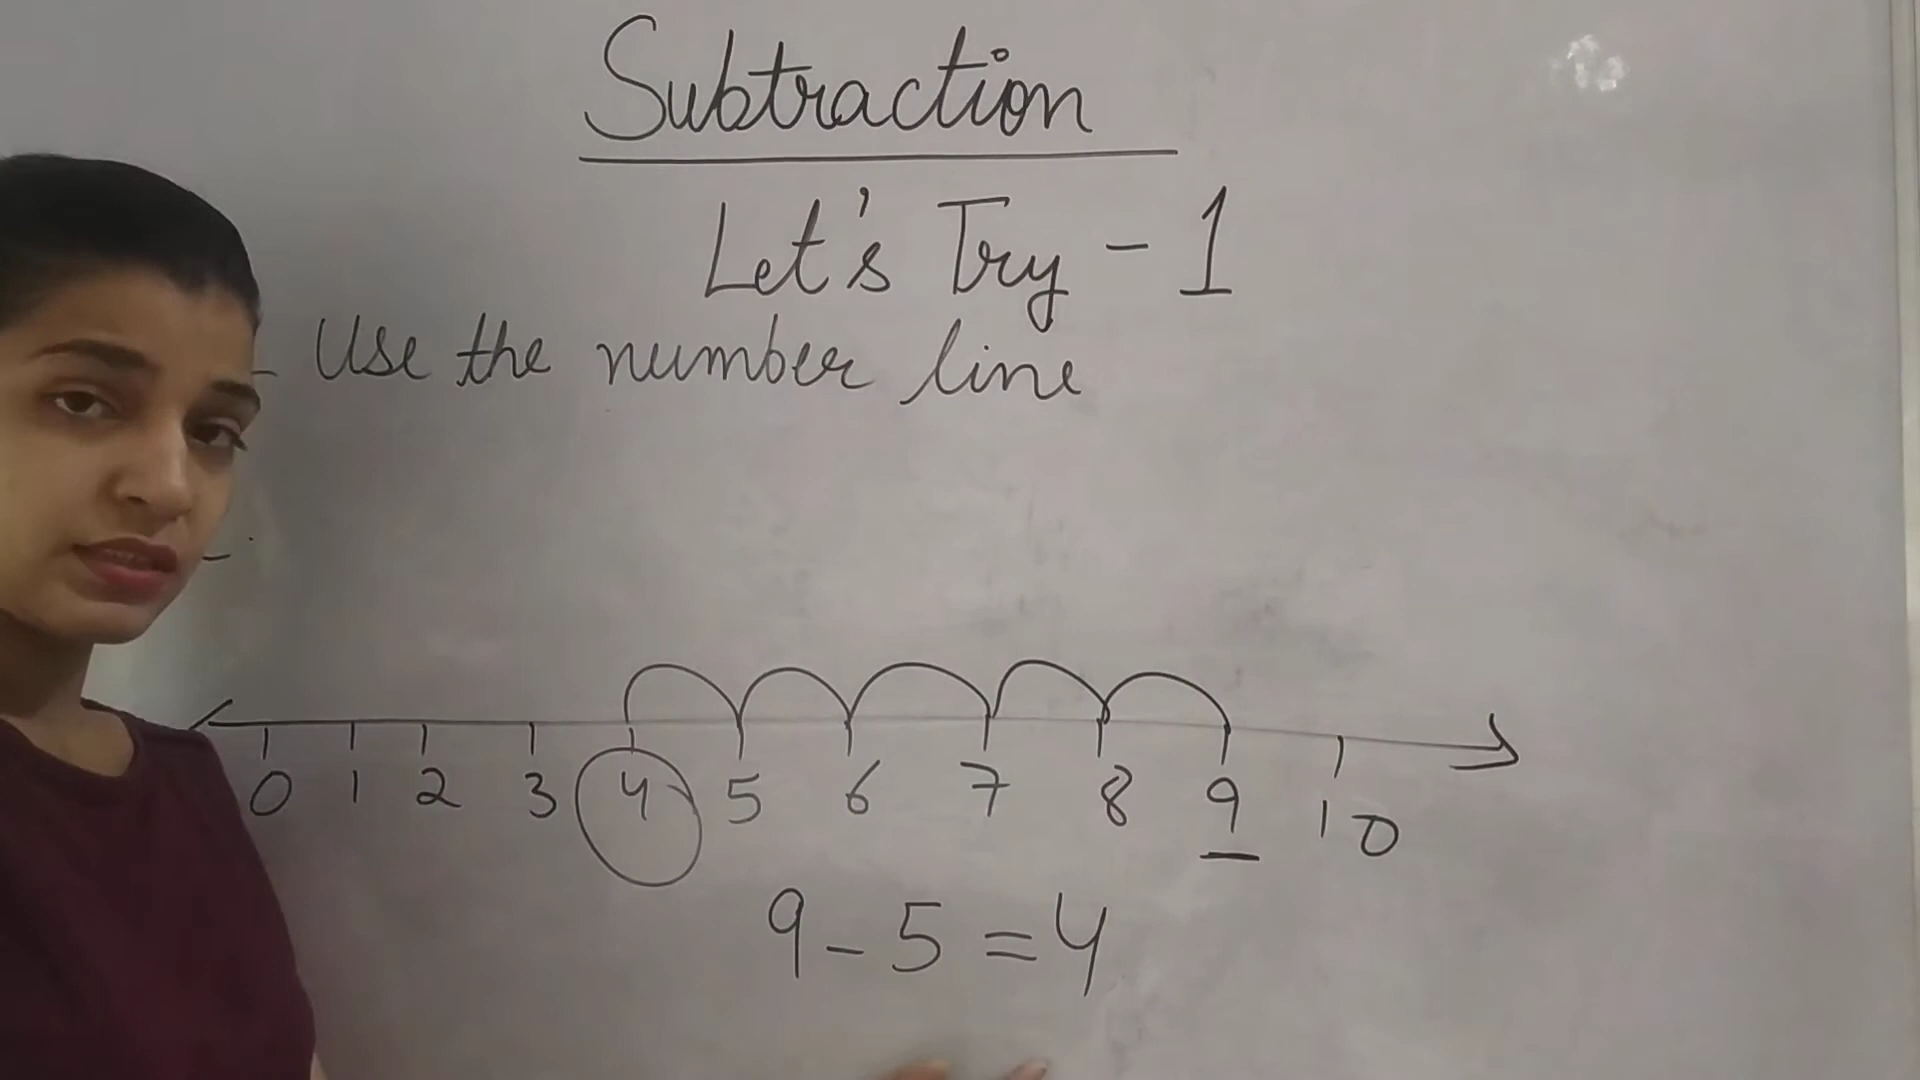 Subtraction
Let's Try - 1
- Use the number line
0 1 2 3 4 5 6 7 8 9 10
9 - 5 = 4